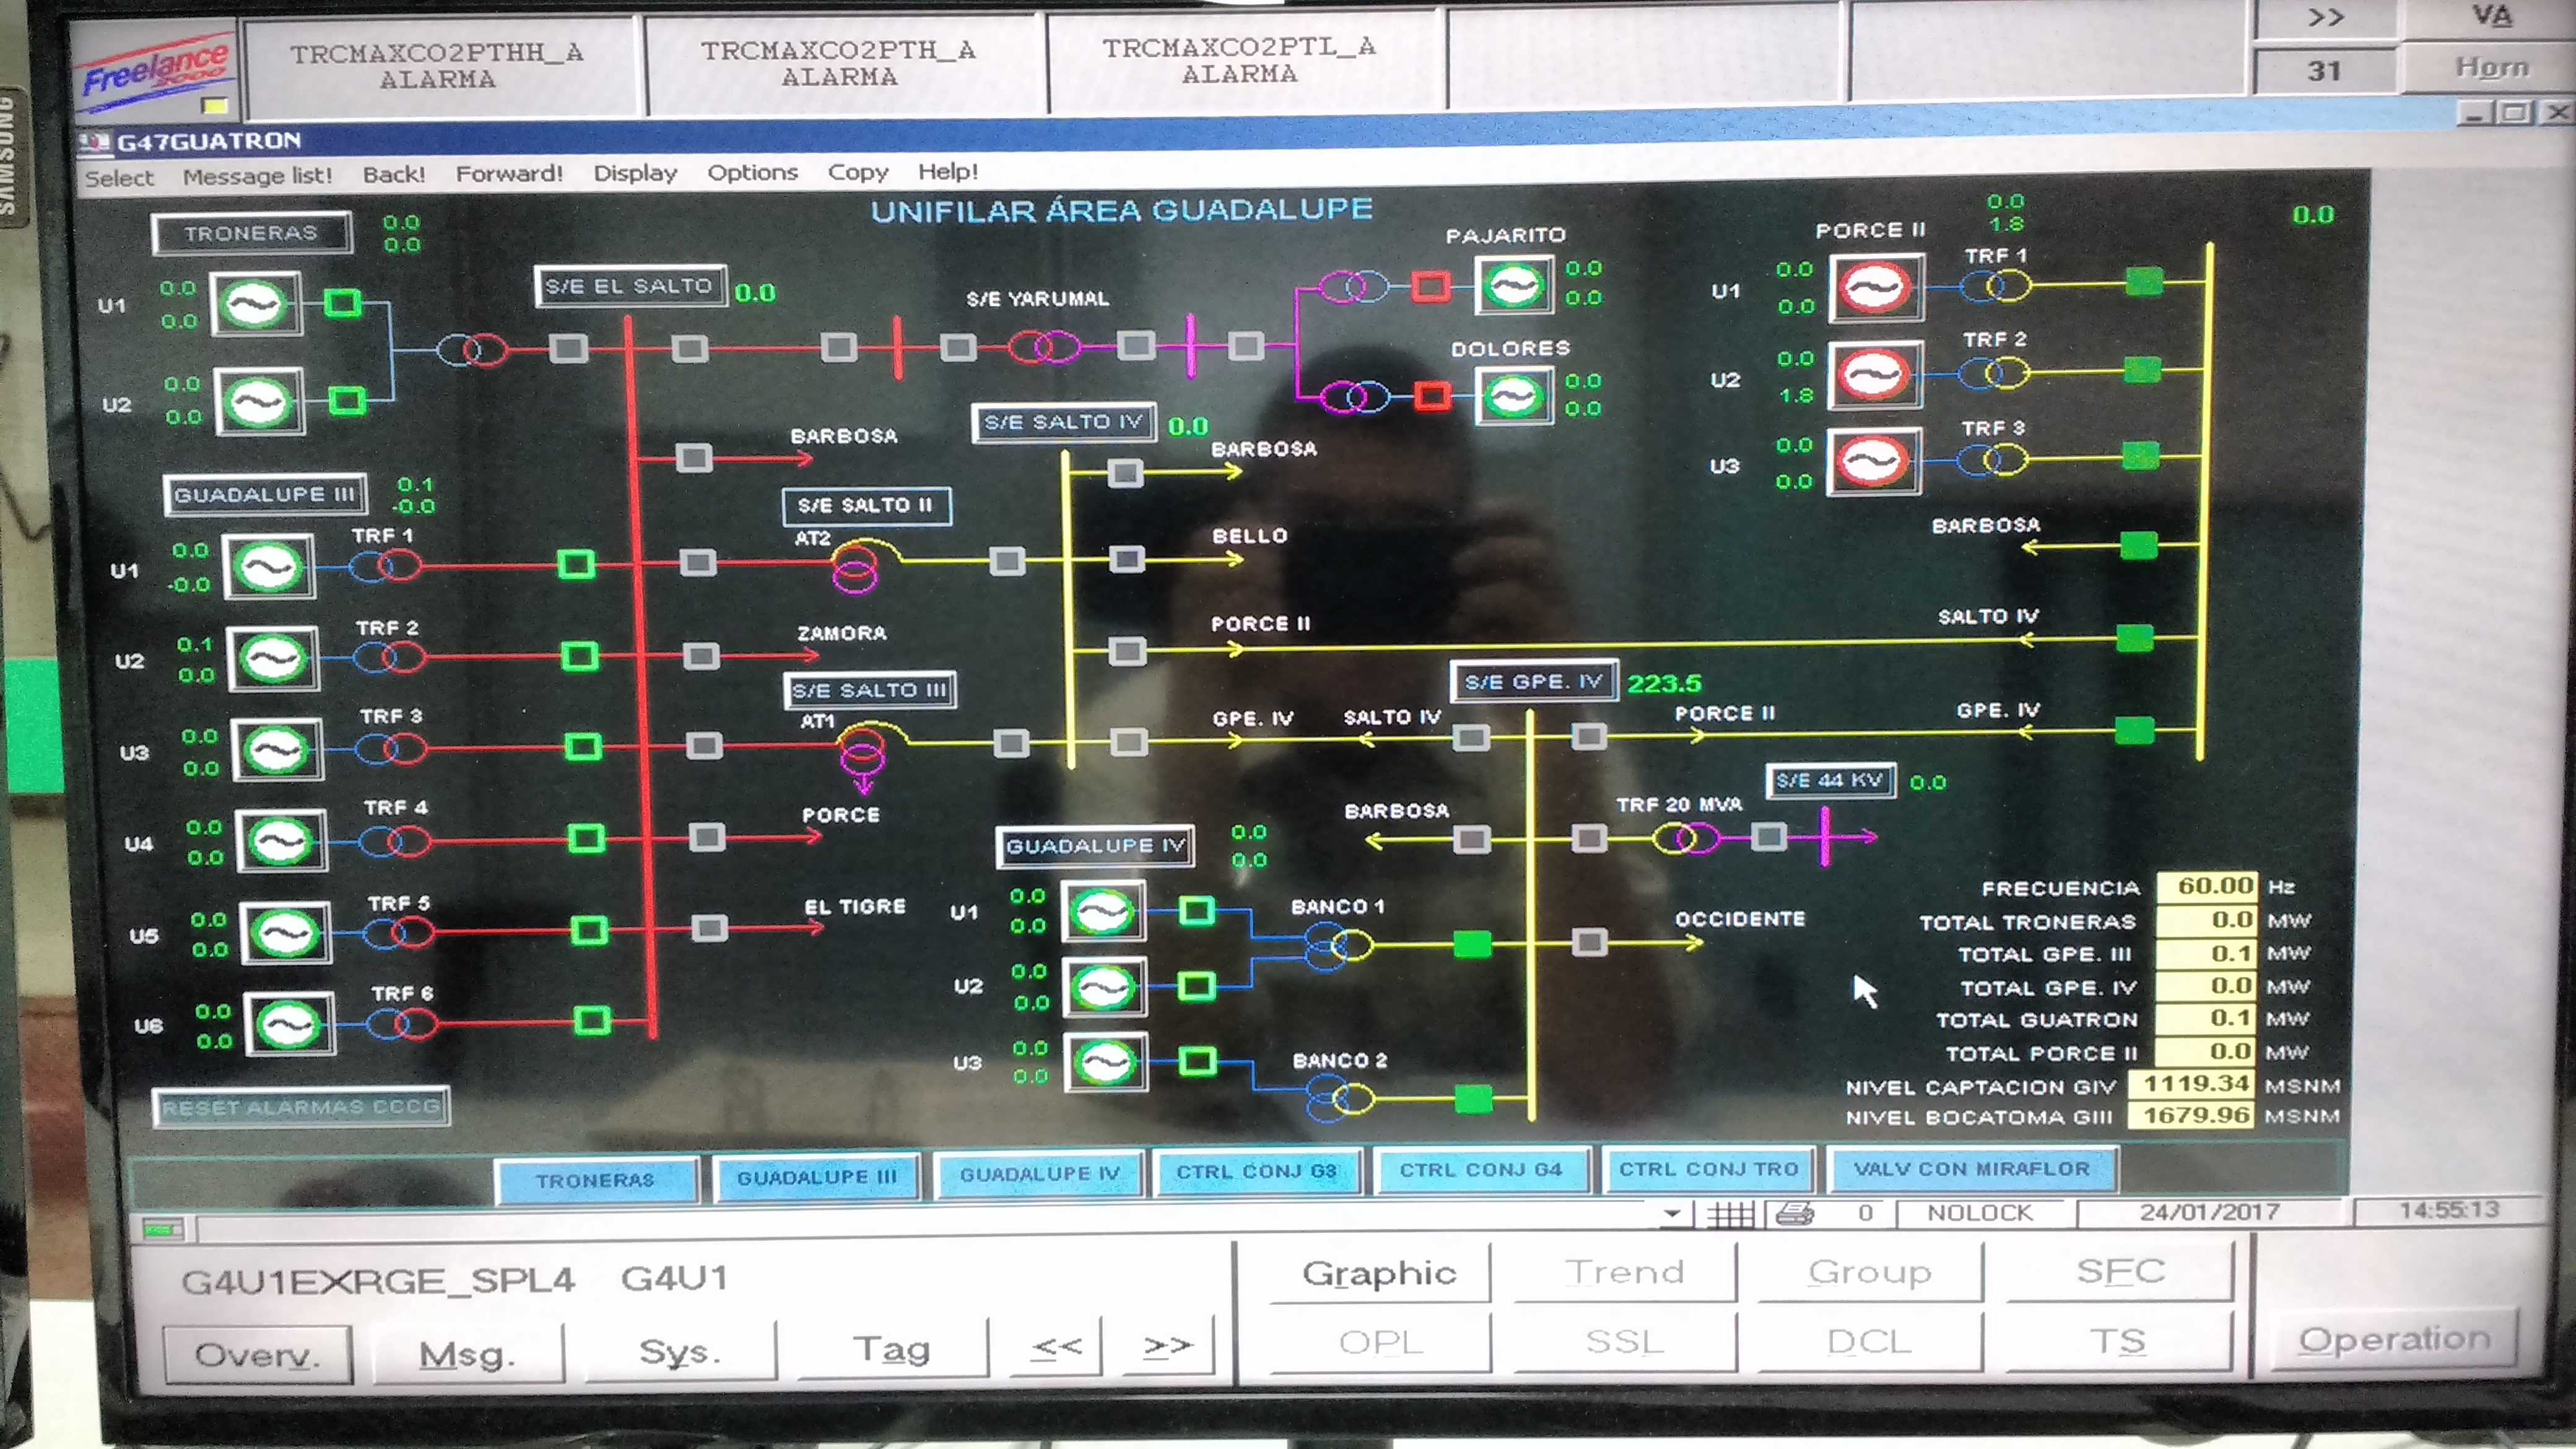 SAMSUNG
Freelance
2000
TRCMAXCO2PTHH_A
ALARMA
TRCMAXCO2PTH_A
ALARMA
TRCMAXCO2PTL_A
ALARMA
>>
VA
31
Horn
G47GUATRON
Select Message list! Back! Forward! Display Options Copy Help!
UNIFILAR ÁREA GUADALUPE
TRONERAS
0.0
0.0
U1
0.0
0.0
U2
0.0
0.0
S/E EL SALTO 0.0
S/E YARUMAL
PAJARITO
0.0
0.0
DOLORES
0.0
0.0
PORCE II
0.0
1.8
0.0
U1
0.0
0.0
TRF 1
U2
0.0
1.8
TRF 2
U3
0.0
0.0
TRF 3
BARBOSA
SALTO IV
GPE. IV
GUADALUPE III
0.1
-0.0
U1
0.0
-0.0
TRF 1
U2
0.1
0.0
TRF 2
U3
0.0
0.0
TRF 3
U4
0.0
0.0
TRF 4
U5
0.0
0.0
TRF 5
U6
0.0
0.0
TRF 6
BARBOSA
S/E SALTO II
AT2
ZAMORA
S/E SALTO III
AT1
PORCE
EL TIGRE
S/E SALTO IV 0.0
BARBOSA
BELLO
PORCE II
GPE. IV
SALTO IV
S/E GPE. IV 223.5
PORCE II
BARBOSA
TRF 20 MVA
S/E 44 KV 0.0
OCCIDENTE
GUADALUPE IV
0.0
0.0
U1
0.0
0.0
BANCO 1
U2
0.0
0.0
U3
0.0
0.0
BANCO 2
FRECUENCIA 60.00 Hz
TOTAL TRONERAS 0.0 MW
TOTAL GPE. III 0.1 MW
TOTAL GPE. IV 0.0 MW
TOTAL GUATRON 0.1 MW
TOTAL PORCE II 0.0 MW
NIVEL CAPTACION GIV 1119.34 MSNM
NIVEL BOCATOMA GIII 1679.96 MSNM
RESET ALARMAS CCCG
TRONERAS GUADALUPE III GUADALUPE IV CTRL CONJ G3 CTRL CONJ G4 CTRL CONJ TRO VALV CON MIRAFLOR
0 NOLOCK 24/01/2017 14:55:13
G4U1EXRGE_SPL4 G4U1
Graphic Trend Group SFC
Overv. Msg. Sys. Tag << >>
OPL SSL DCL TS Operation